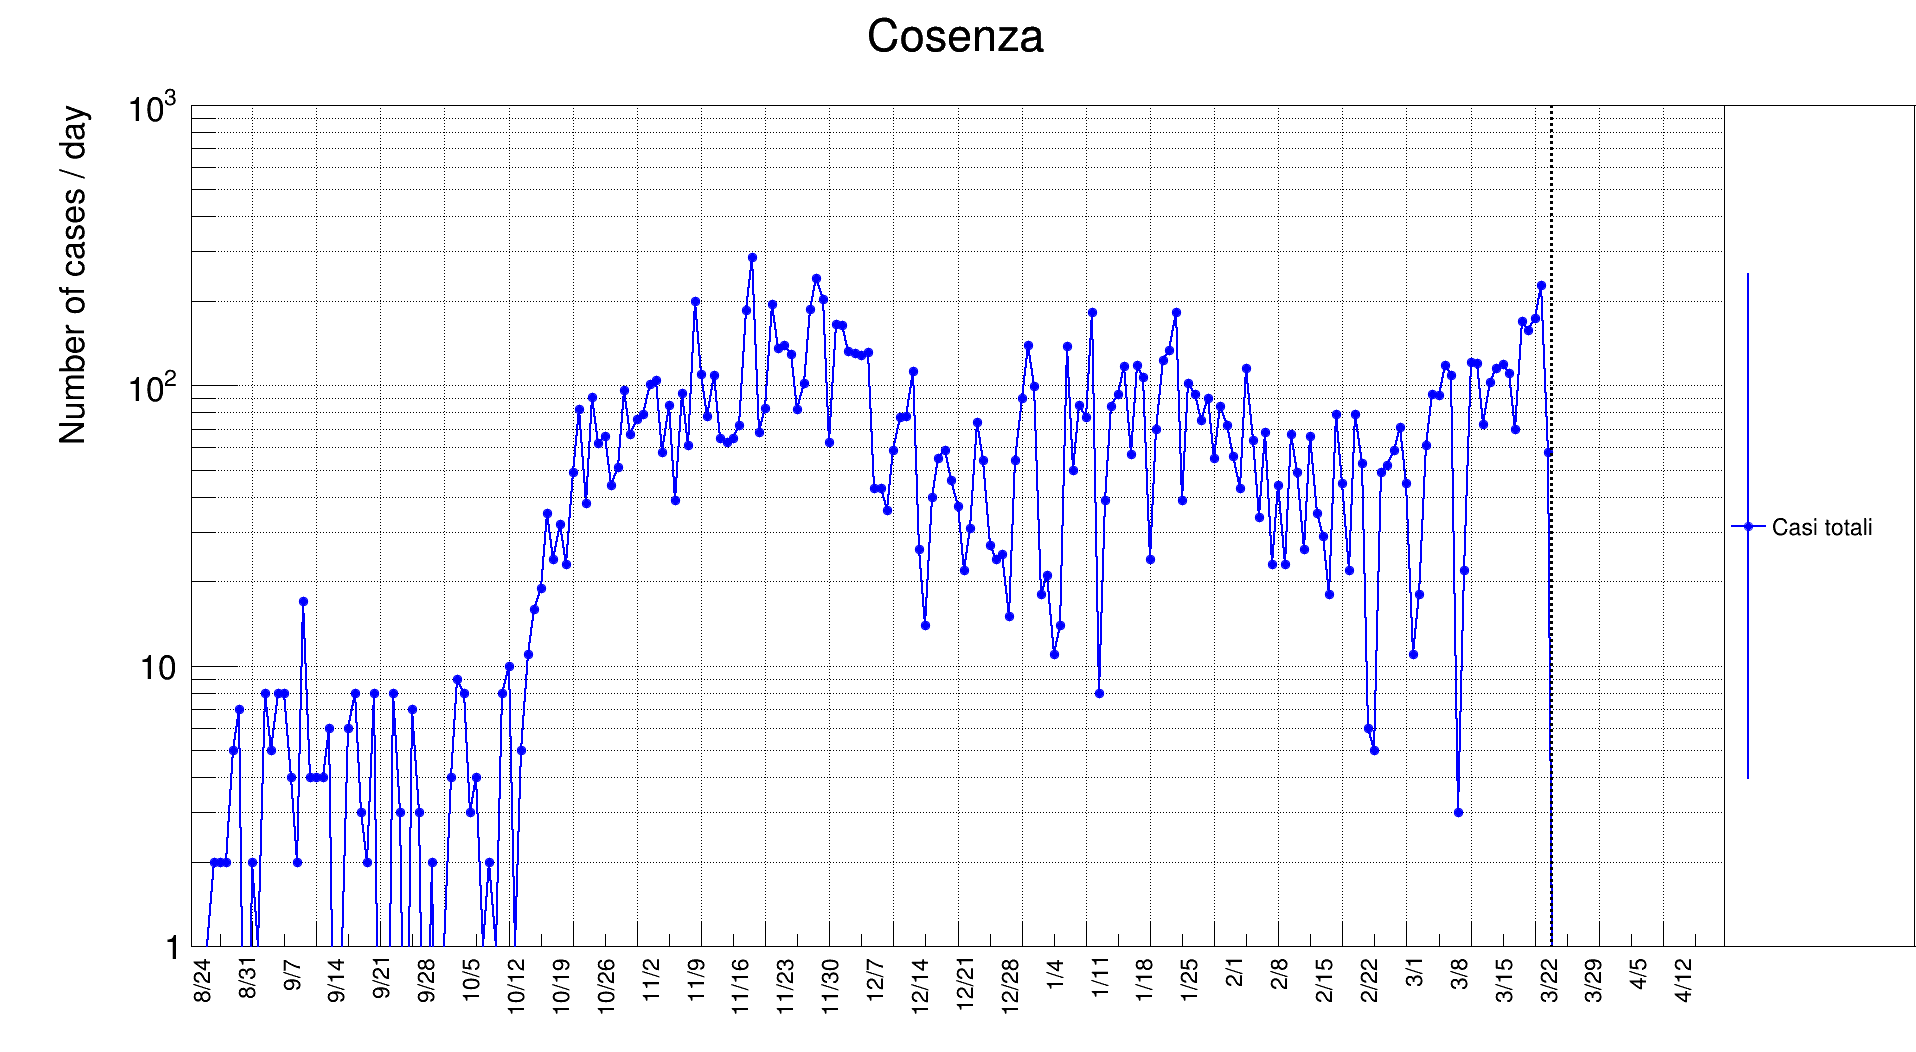 Cosenza
Number of cases / day
10³
10²
10
1
8/24 8/31 9/7 9/14 9/21 9/28 10/5 10/12 10/19 10/26 11/2 11/9 11/16 11/23 11/30 12/7 12/14 12/21 12/28 1/4 1/11 1/18 1/25 2/1 2/8 2/15 2/22 3/1 3/8 3/15 3/22 3/29 4/5 4/12
Casi totali